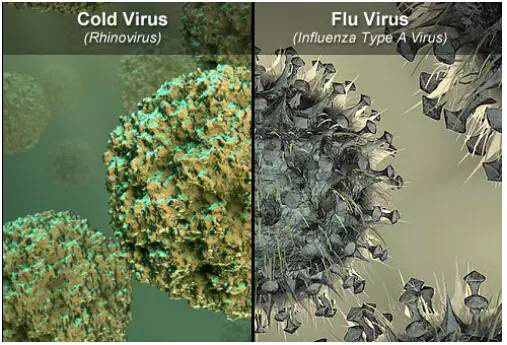 Cold Virus
(Rhinovirus)
Flu Virus
(Influenza Type A Virus)